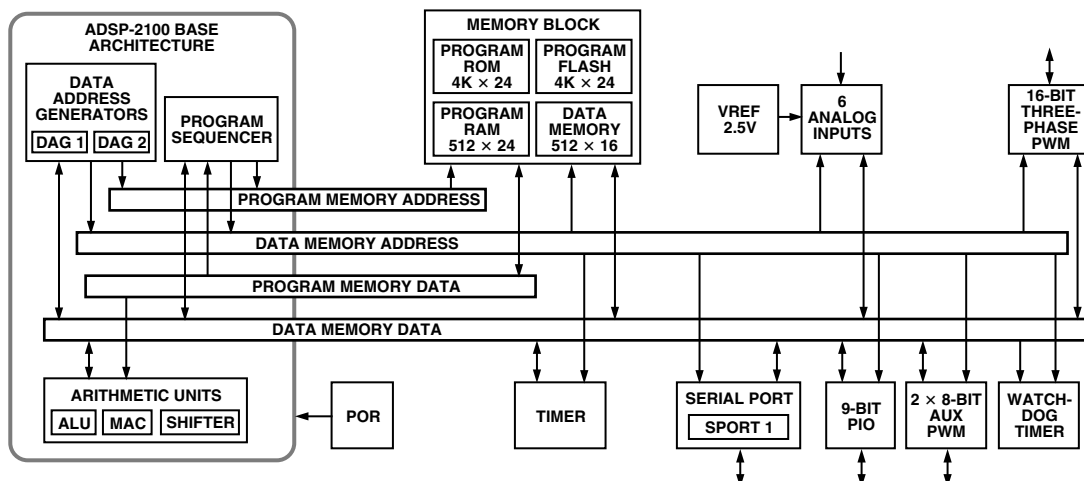 ADSP-2100 BASE
ARCHITECTURE
DATA
ADDRESS
GENERATORS
DAG 1
DAG 2
PROGRAM
SEQUENCER
MEMORY BLOCK
PROGRAM
ROM
4K × 24
PROGRAM
FLASH
4K × 24
PROGRAM
RAM
512 × 24
DATA
MEMORY
512 × 16
VREF
2.5V
6
ANALOG
INPUTS
16-BIT
THREE-
PHASE
PWM
PROGRAM MEMORY ADDRESS
DATA MEMORY ADDRESS
PROGRAM MEMORY DATA
DATA MEMORY DATA
ARITHMETIC UNITS
ALU
MAC
SHIFTER
POR
TIMER
SERIAL PORT
SPORT 1
9-BIT
PIO
2 × 8-BIT
AUX
PWM
WATCH-
DOG
TIMER